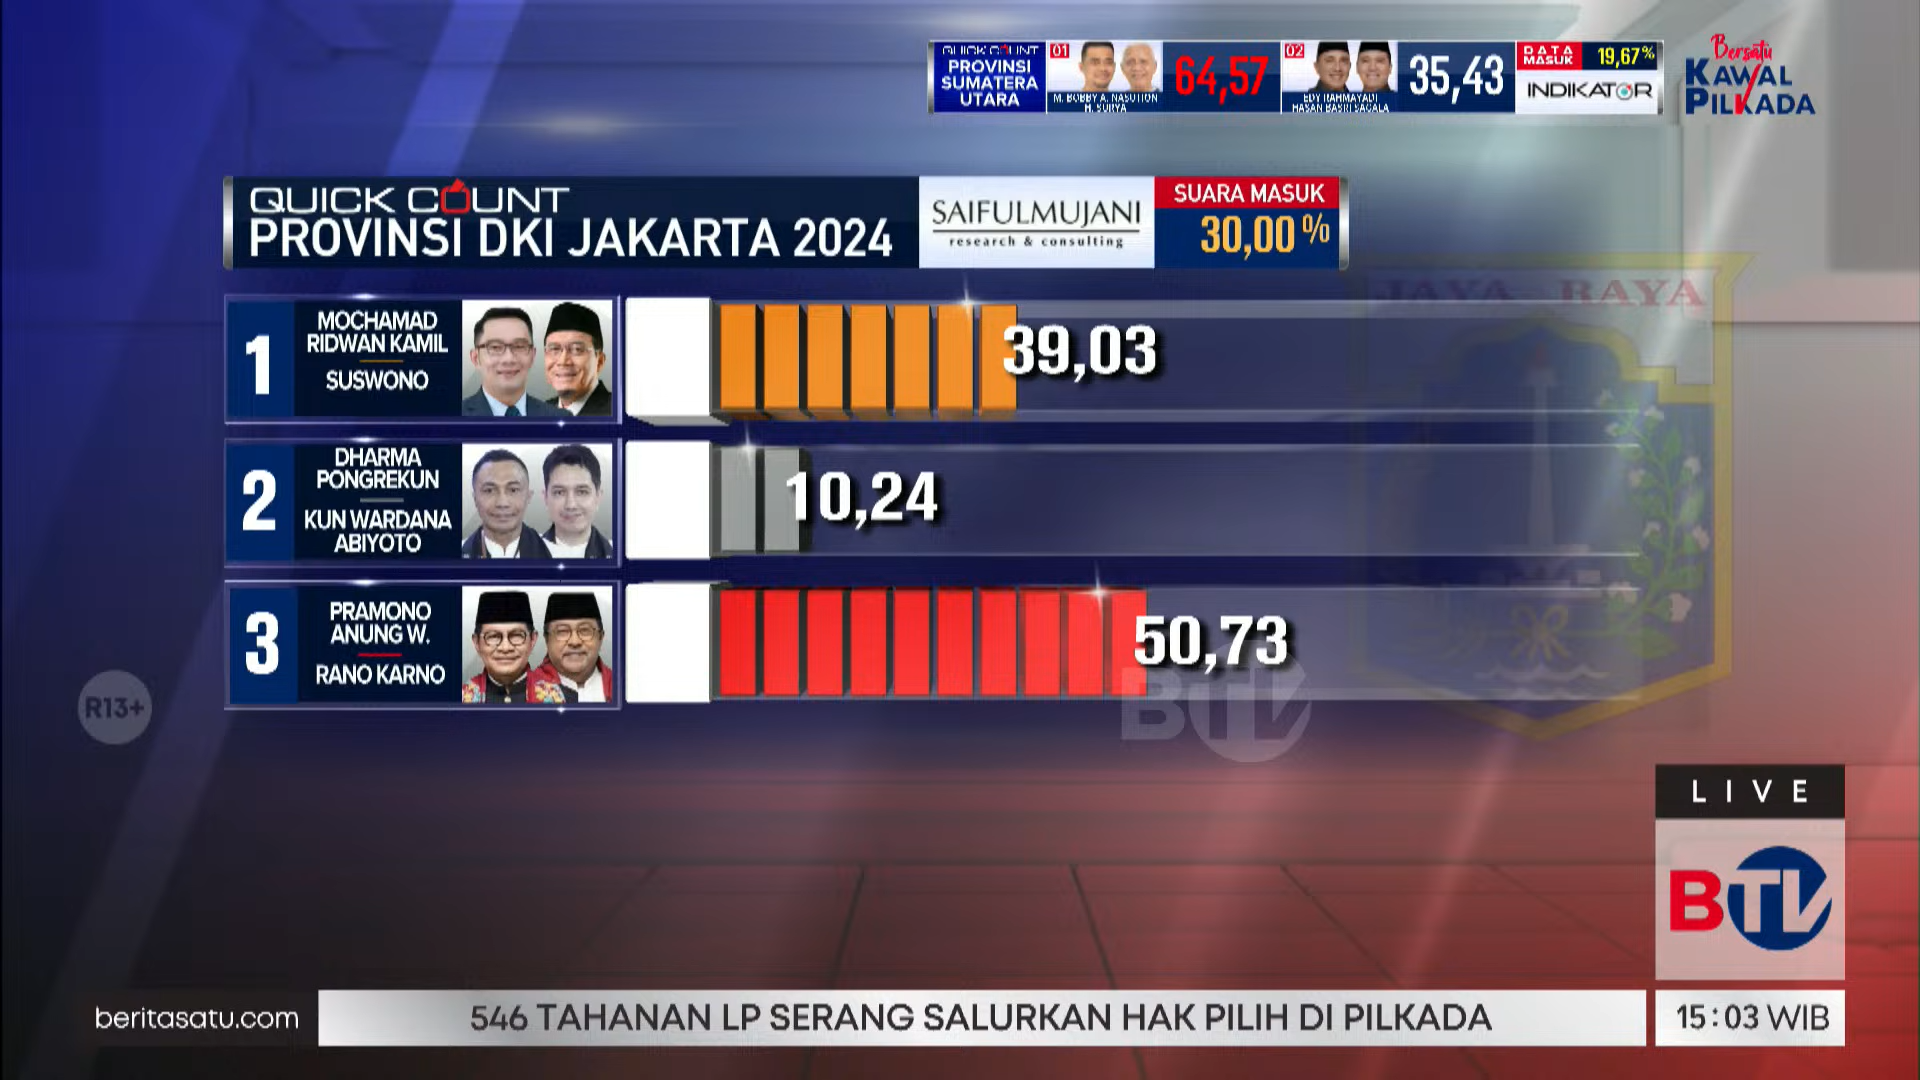 QUICK COUNT
PROVINSI
SUMATERA
UTARA
01
M. BOBBY A. NASUTION
H. SURYA
64,57
02
EDY RAHMAYADI
HASAN BASRI SAGALA
35,43
DATA
MASUK
19,67%
INDIKATOR
Bersatu
KAWAL
PILKADA
QUICK COUNT
PROVINSI DKI JAKARTA 2024
SAIFULMUJANI
research & consulting
SUARA MASUK
30,00%
JAYA RAYA
1
MOCHAMAD
RIDWAN KAMIL
SUSWONO
39,03
2
DHARMA
PONGREKUN
KUN WARDANA
ABIYOTO
10,24
3
PRAMONO
ANUNG W.
RANO KARNO
50,73
R13+
BTV
LIVE
BTV
beritasatu.com
546 TAHANAN LP SERANG SALURKAN HAK PILIH DI PILKADA
15:03 WIB